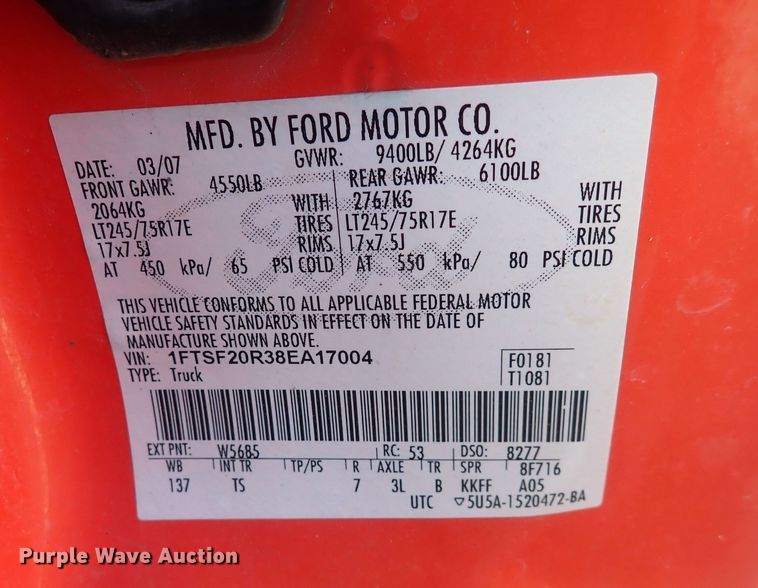 MFD. BY FORD MOTOR CO.
DATE: 03/07 GVWR: 9400LB/ 4264KG
FRONT GAWR: 4550LB REAR GAWR: 6100LB
2064KG WITH 2767KG WITH
LT245/75R17E TIRES LT245/75R17E TIRES
17x7.5J RIMS 17x7.5J RIMS
AT 450 kPa/ 65 PSI COLD AT 550 kPa/ 80 PSI COLD
THIS VEHICLE CONFORMS TO ALL APPLICABLE FEDERAL MOTOR
VEHICLE SAFETY STANDARDS IN EFFECT ON THE DATE OF
MANUFACTURE SHOWN ABOVE.
VIN: 1FTSF20R38EA17004 F0181
TYPE: Truck T1081
EXT PNT: W5685 RC: 53 DSO: 8277
WB INT TR TP/PS R AXLE TR SPR 8F716
137 TS 7 3L B KKFF A05
UTC ▽5U5A-1520472-BA
Ford
Purple Wave Auction